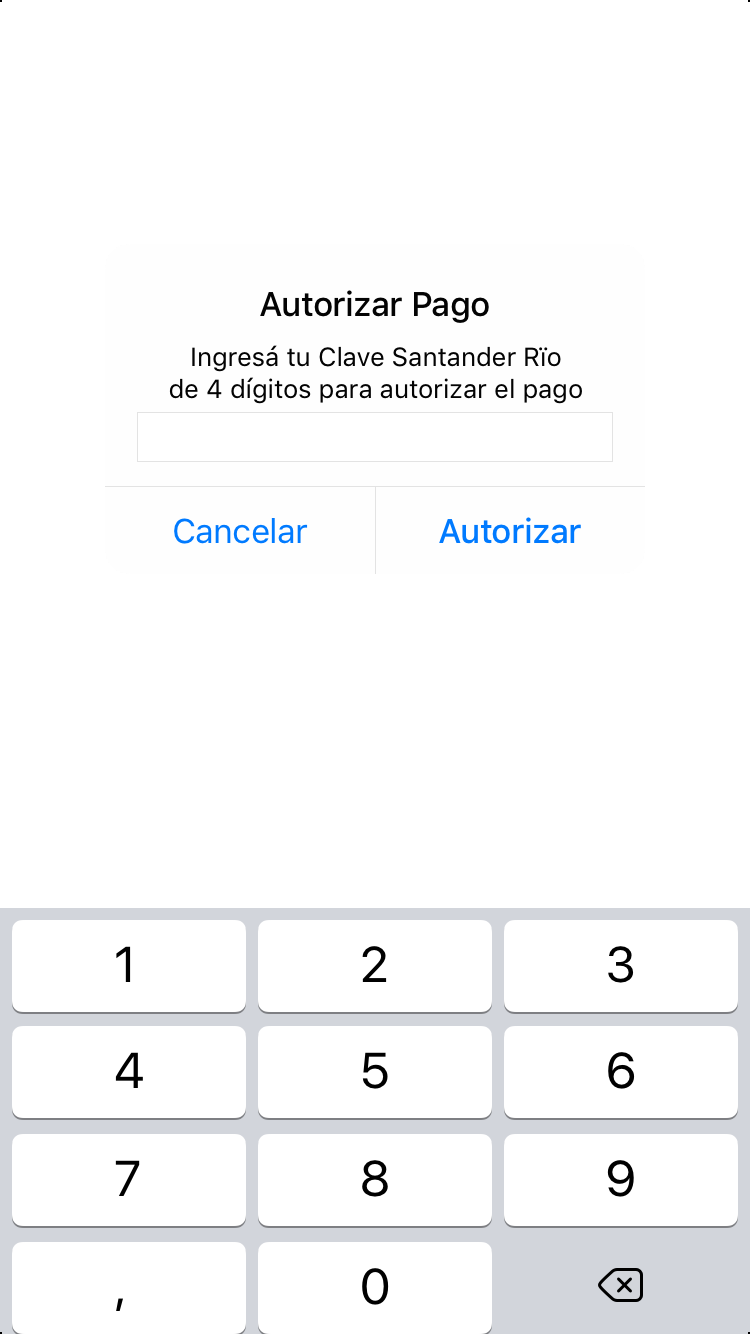 Autorizar Pago
Ingresá tu Clave Santander Rïo
de 4 dígitos para autorizar el pago
Cancelar Autorizar
1 2 3
4 5 6
7 8 9
, 0